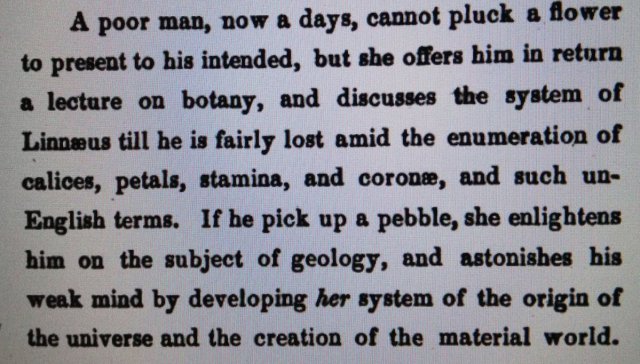 A poor man, now a days, cannot pluck a flower
to present to his intended, but she offers him in return
a lecture on botany, and discusses the system of
Linnæus till he is fairly lost amid the enumeration of
calices, petals, stamina, and coronæ, and such un-
English terms. If he pick up a pebble, she enlightens
him on the subject of geology, and astonishes his
weak mind by developing her system of the origin of
the universe and the creation of the material world.